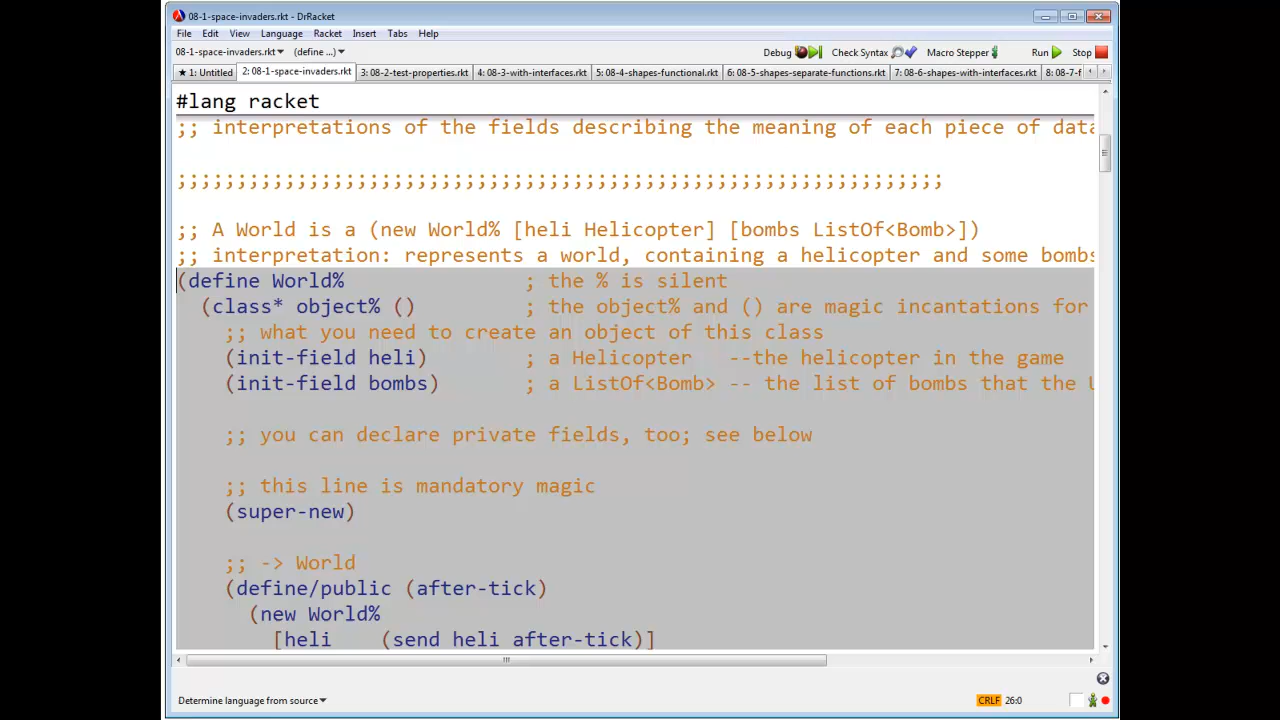 08-1-space-invaders.rkt - DrRacket
File Edit View Language Racket Insert Tabs Help
08-1-space-invaders.rkt (define ...) Debug Check Syntax Macro Stepper Run Stop
★ 1: Untitled 2: 08-1-space-invaders.rkt 3: 08-2-test-properties.rkt 4: 08-3-with-interfaces.rkt 5: 08-4-shapes-functional.rkt 6: 08-5-shapes-separate-functions.rkt 7: 08-6-shapes-with-interfaces.rkt 8: 08-7-f
#lang racket
;; interpretations of the fields describing the meaning of each piece of data
;;;;;;;;;;;;;;;;;;;;;;;;;;;;;;;;;;;;;;;;;;;;;;;;;;;;;;;;;;;;;;;;
;; A World is a (new World% [heli Helicopter] [bombs ListOf<Bomb>])
;; interpretation: represents a world, containing a helicopter and some bombs
(define World% ; the % is silent
(class* object% () ; the object% and () are magic incantations for
;; what you need to create an object of this class
(init-field heli) ; a Helicopter --the helicopter in the game
(init-field bombs) ; a ListOf<Bomb> -- the list of bombs that the
;; you can declare private fields, too; see below
;; this line is mandatory magic
(super-new)
;; -> World
(define/public (after-tick)
(new World%
[heli (send heli after-tick)]
Determine language from source CRLF 26:0